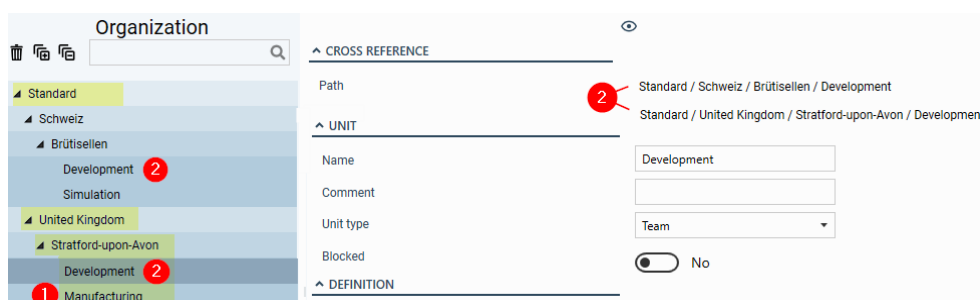 Organization
Standard
Schweiz
Brütisellen
Development 2
Simulation
United Kingdom
Stratford-upon-Avon
Development 2
1 Manufacturing
CROSS REFERENCE
Path
2
Standard / Schweiz / Brütisellen / Development
Standard / United Kingdom / Stratford-upon-Avon / Developmen
UNIT
Name
Development
Comment
Unit type
Team
Blocked
No
DEFINITION